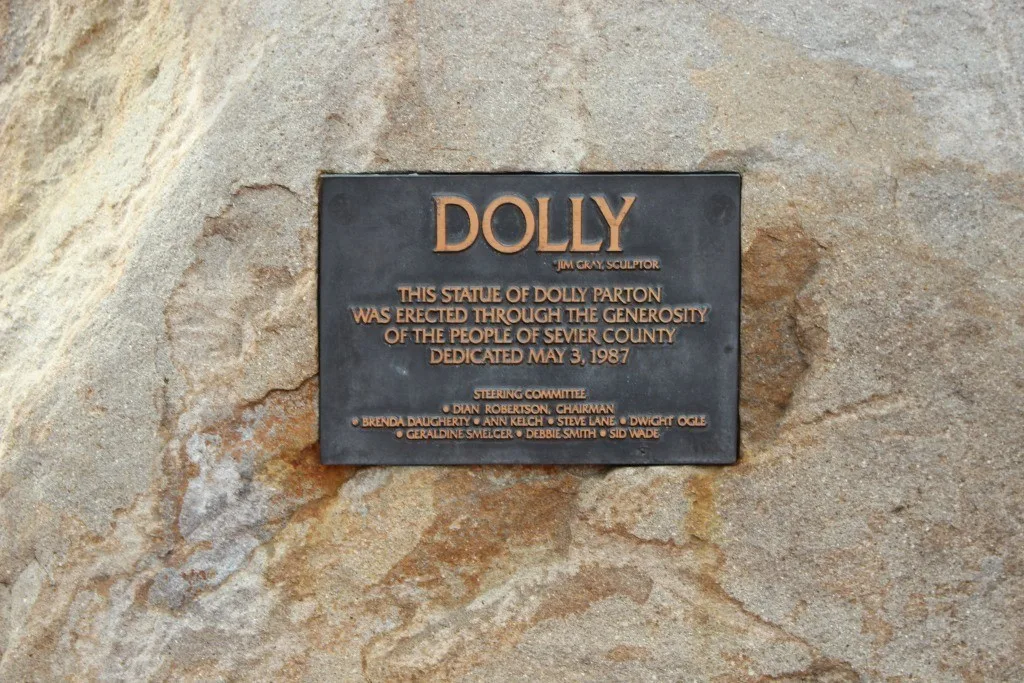 DOLLY
JIM GRAY, SCULPTOR
THIS STATUE OF DOLLY PARTON
WAS ERECTED THROUGH THE GENEROSITY
OF THE PEOPLE OF SEVIER COUNTY
DEDICATED MAY 3, 1987
STEERING COMMITTEE
• DIAN ROBERTSON, CHAIRMAN
• BRENDA DAUGHERTY • ANN KELCH • STEVE LANE • DWIGHT OGLE
• GERALDINE SMELCER • DEBBIE SMITH • SID WADE